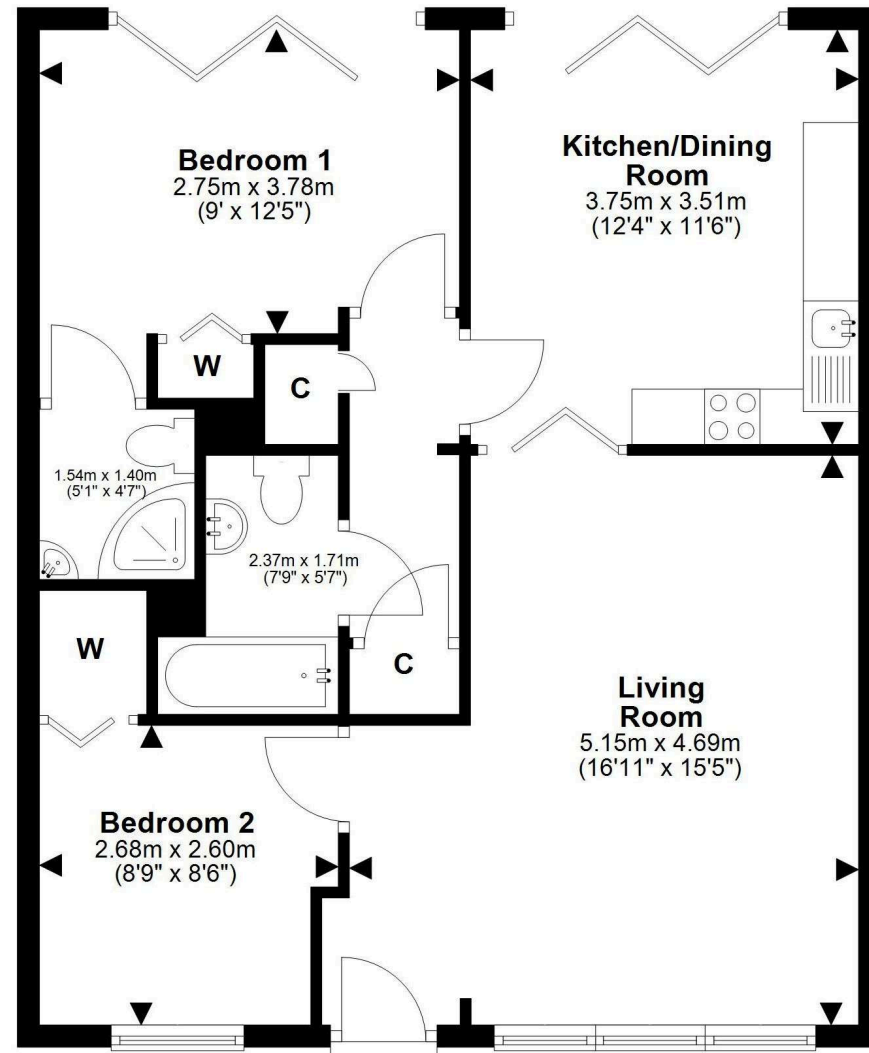 Bedroom 1
2.75m x 3.78m
(9' x 12'5")
Kitchen/Dining
Room
3.75m x 3.51m
(12'4" x 11'6")
W
C
1.54m x 1.40m
(5'1" x 4'7")
2.37m x 1.71m
(7'9" x 5'7")
W
C
Living
Room
5.15m x 4.69m
(16'11" x 15'5")
Bedroom 2
2.68m x 2.60m
(8'9" x 8'6")